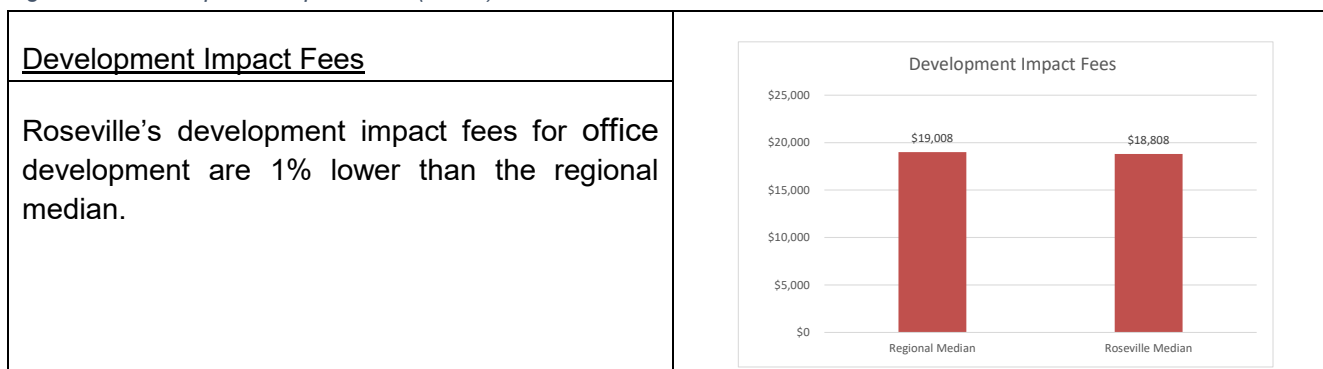 Development Impact Fees
Roseville’s development impact fees for office
development are 1% lower than the regional
median.
Development Impact Fees
$25,000
$20,000
$15,000
$10,000
$5,000
$0
$19,008
$18,808
Regional Median
Roseville Median